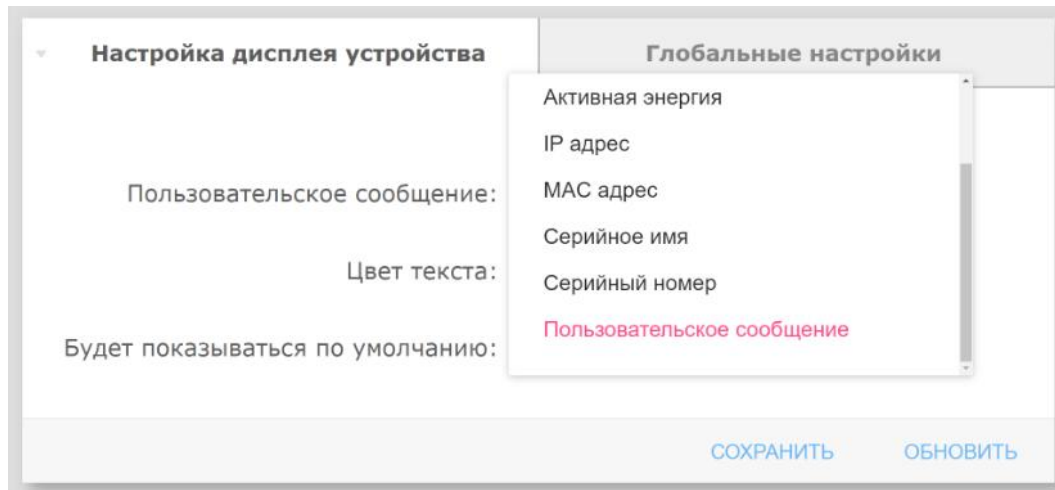 Настройка дисплея устройства
Глобальные настройки
Активная энергия
IP адрес
MAC адрес
Пользовательское сообщение:
Серийное имя
Цвет текста:
Серийный номер
Пользовательское сообщение
Будет показываться по умолчанию:
СОХРАНИТЬ
ОБНОВИТЬ